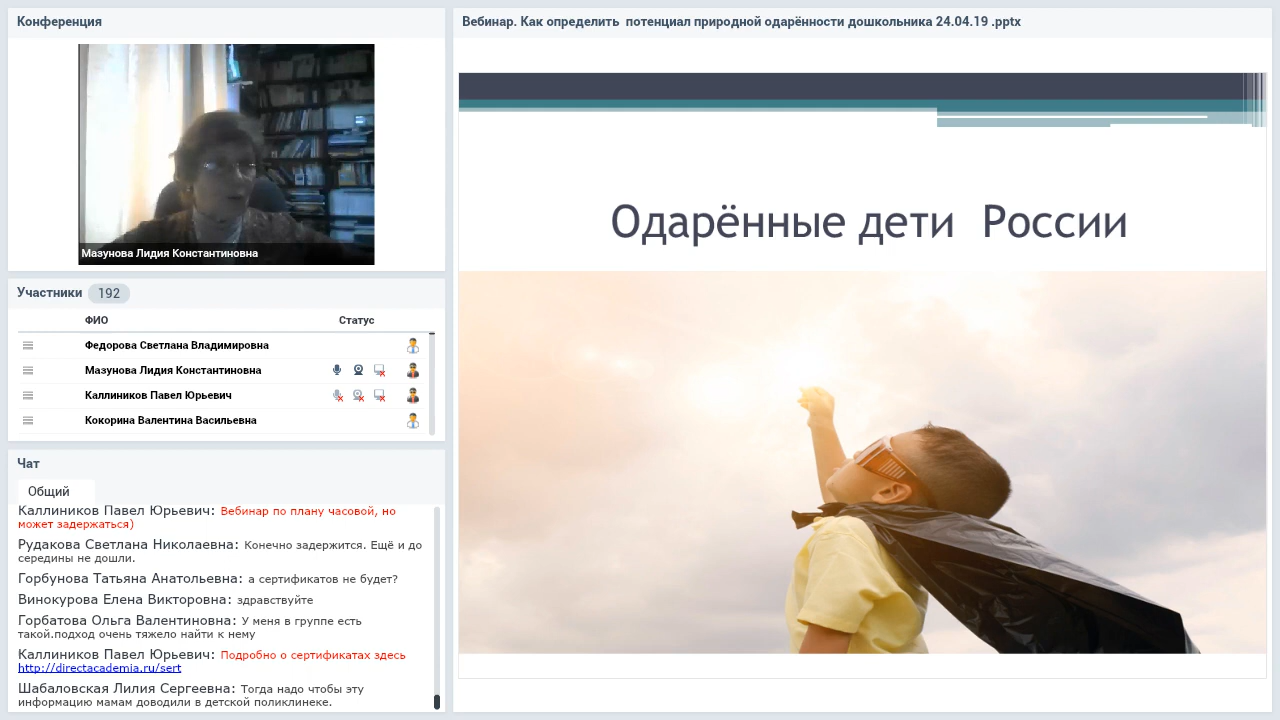 Конференция
Мазунова Лидия Константиновна
Участники 192
ФИО Статус
Федорова Светлана Владимировна
Мазунова Лидия Константиновна
Каллиников Павел Юрьевич
Кокорина Валентина Васильевна
Чат
Общий
Каллиников Павел Юрьевич: Вебинар по плану часовой, но
может задержаться)
Рудакова Светлана Николаевна: Конечно задержится. Ещё и до
середины не дошли.
Горбунова Татьяна Анатольевна: а сертификатов не будет?
Винокурова Елена Викторовна: здравствуйте
Горбатова Ольга Валентиновна: У меня в группе есть
такой.подход очень тяжело найти к нему
Каллиников Павел Юрьевич: Подробно о сертификатах здесь
http://directacademia.ru/sert
Шабаловская Лилия Сергеевна: Тогда надо чтобы эту
информацию мамам доводили в детской поликлинеке.
Вебинар. Как определить  потенциал природной одарённости дошкольника 24.04.19 .pptx
Одарённые дети  России